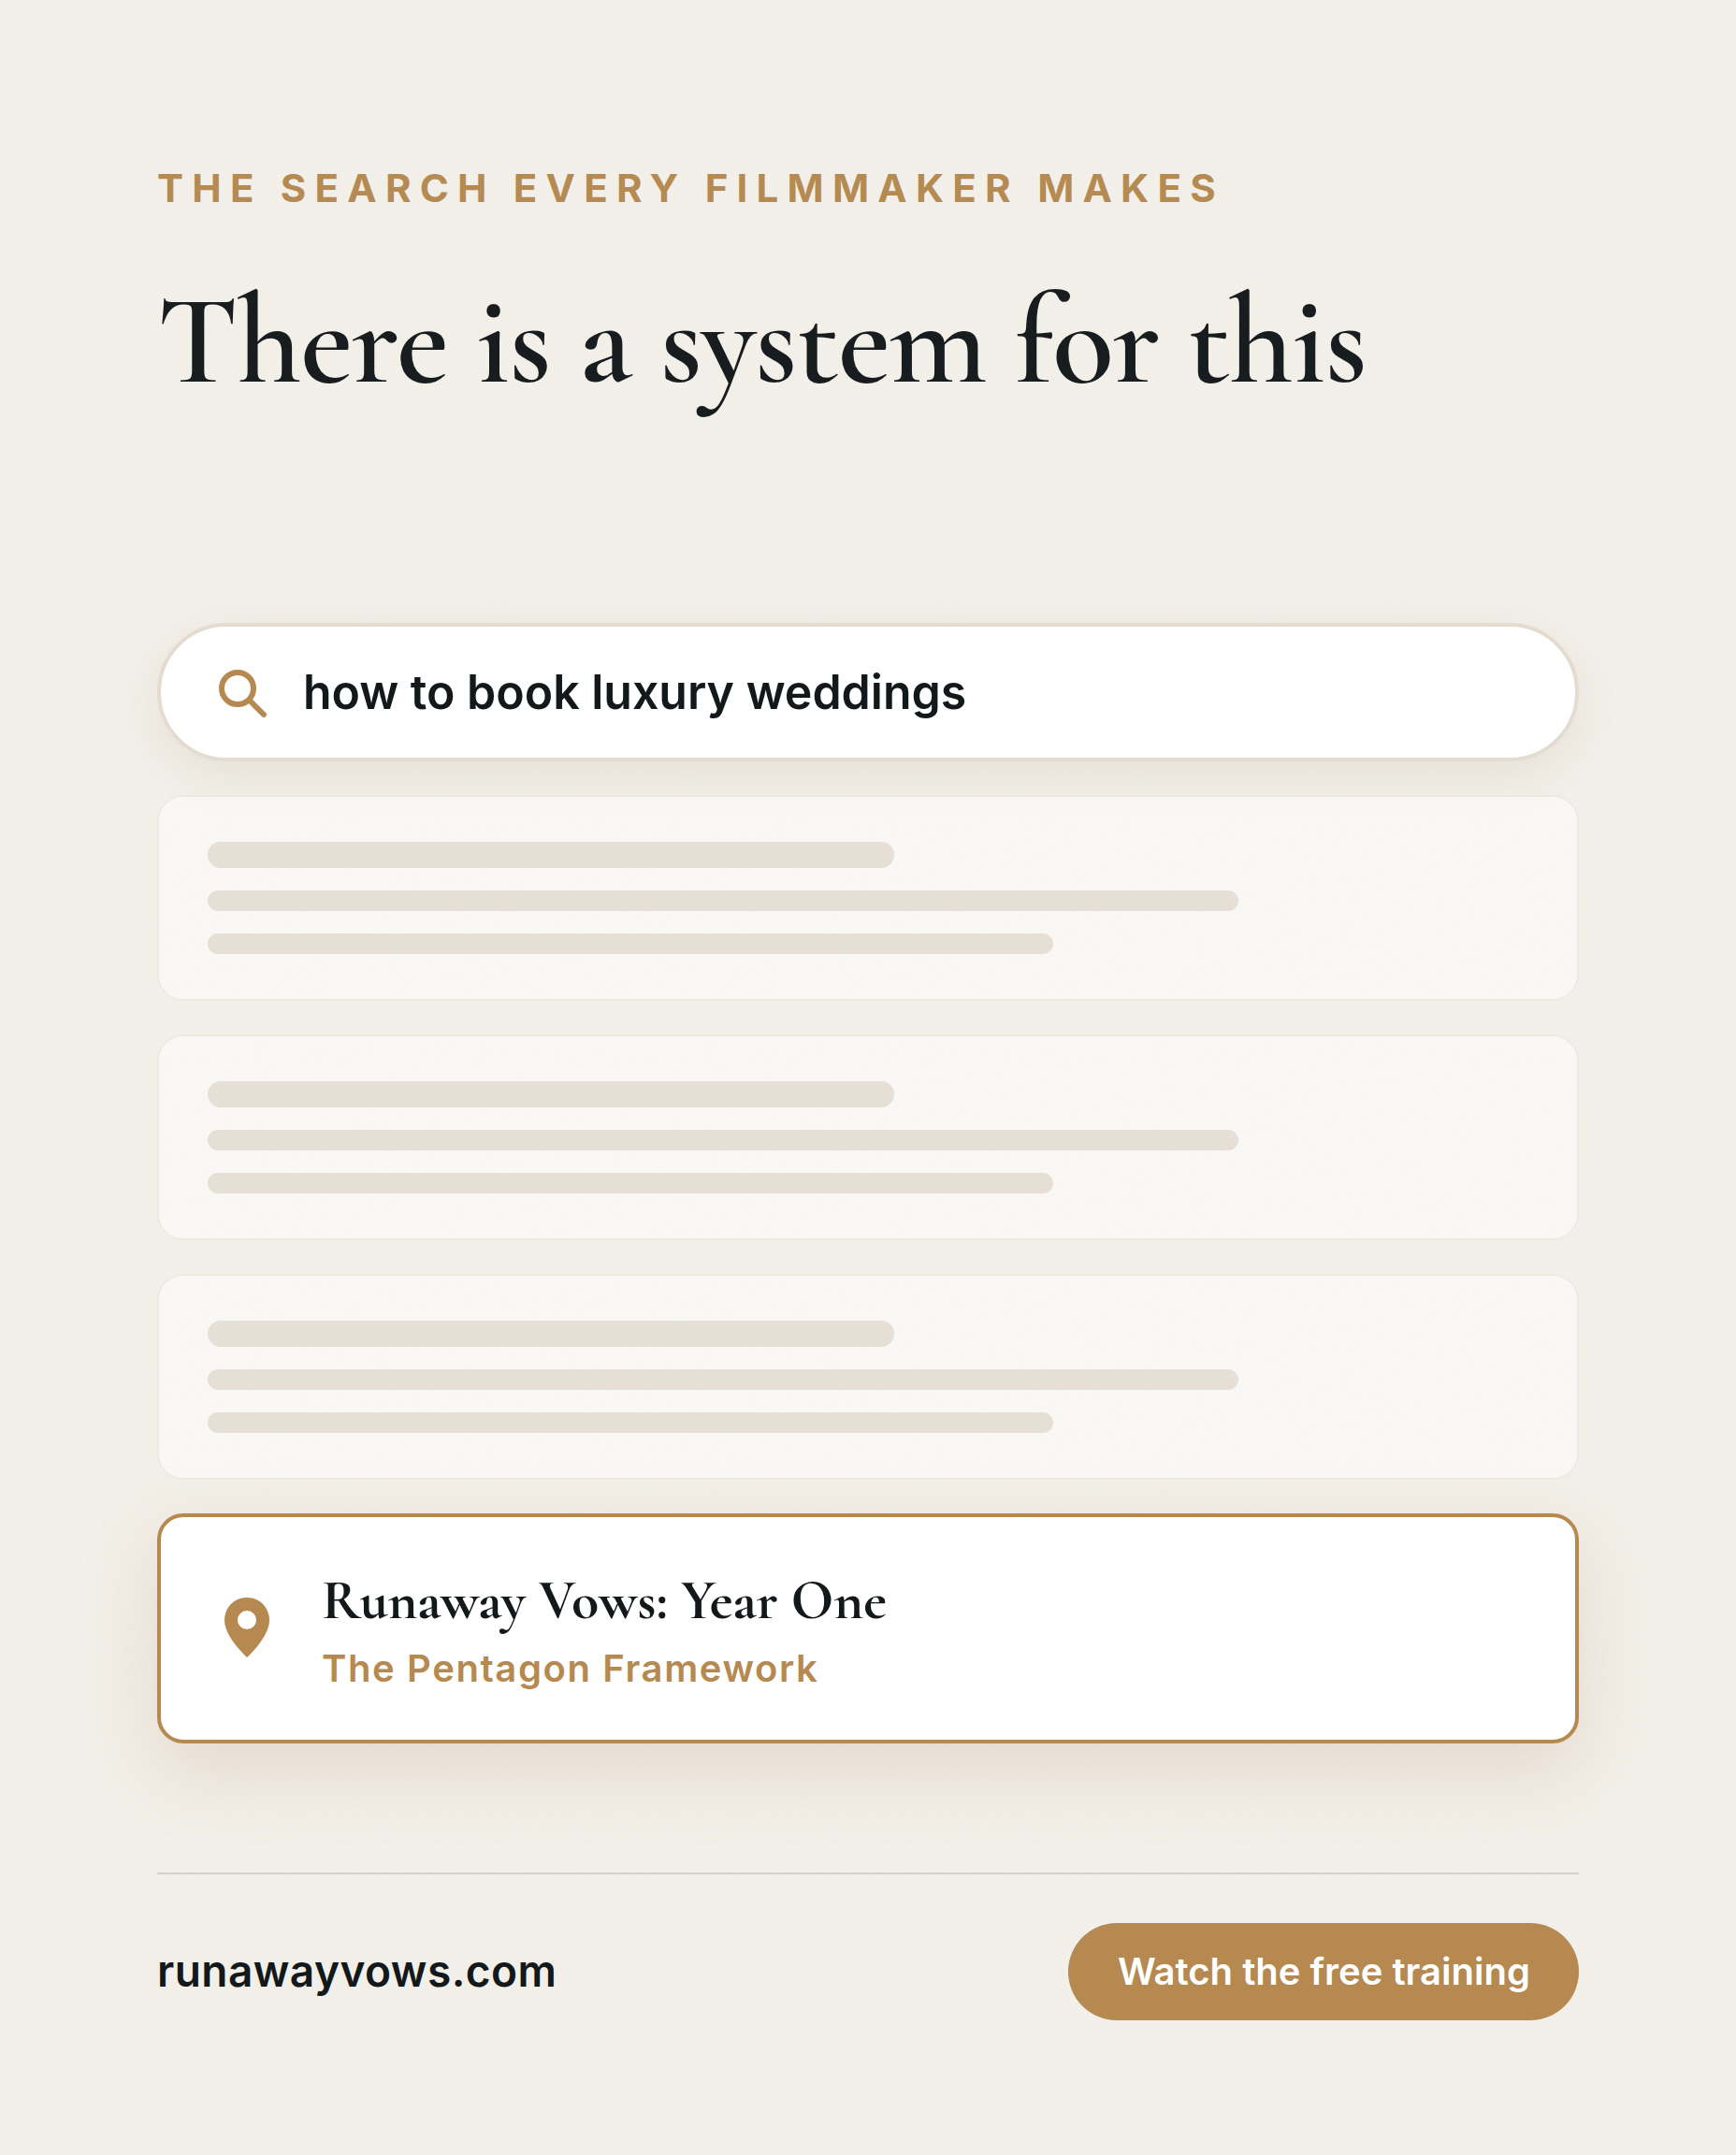 THE SEARCH EVERY FILMMAKER MAKES
There is a system for this
how to book luxury weddings
Runaway Vows: Year One
The Pentagon Framework
runawayvows.com
Watch the free training